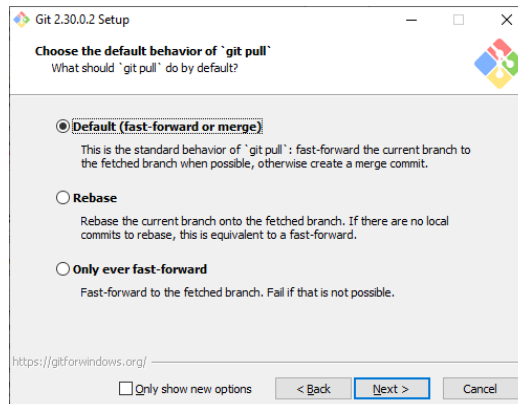 Git 2.30.0.2 Setup
Choose the default behavior of `git pull`
What should `git pull` do by default?
Default (fast-forward or merge)
This is the standard behavior of `git pull`: fast-forward the current branch to
the fetched branch when possible, otherwise create a merge commit.
Rebase
Rebase the current branch onto the fetched branch. If there are no local
commits to rebase, this is equivalent to a fast-forward.
Only ever fast-forward
Fast-forward to the fetched branch. Fail if that is not possible.
https://gitforwindows.org/
Only show new options < Back Next > Cancel